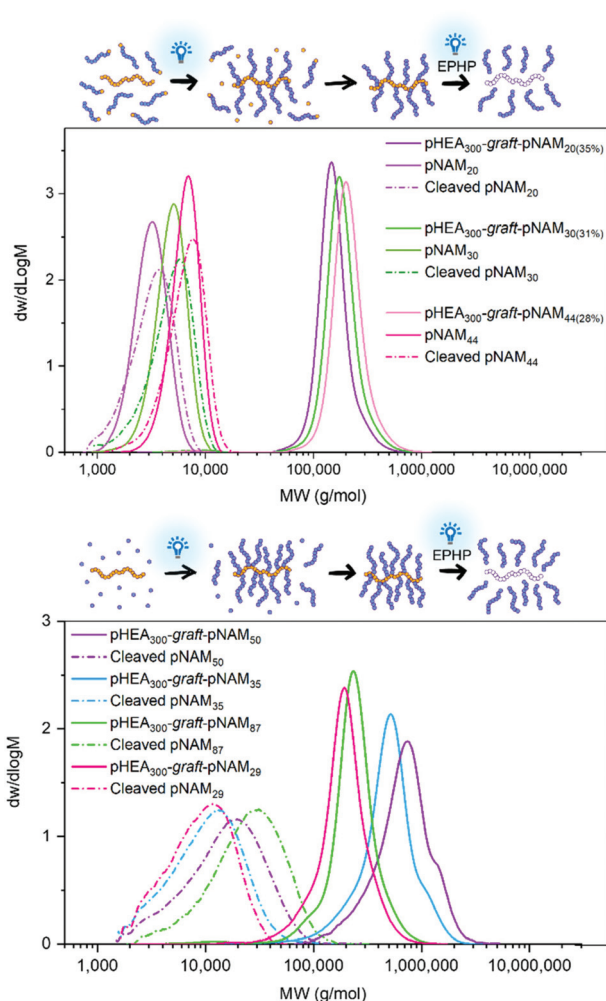 EPHP
pHEA300-graft-pNAM20(35%)
pNAM20
Cleaved pNAM20
pHEA300-graft-pNAM30(31%)
pNAM30
Cleaved pNAM30
pHEA300-graft-pNAM44(28%)
pNAM44
Cleaved pNAM44
3
2
1
0
dw/dLogM
1,000 10,000 100,000 1,000,000 10,000,000
MW (g/mol)
EPHP
pHEA300-graft-pNAM50
Cleaved pNAM50
pHEA300-graft-pNAM35
Cleaved pNAM35
pHEA300-graft-pNAM87
Cleaved pNAM87
pHEA300-graft-pNAM29
Cleaved pNAM29
3
2
1
0
dw/dlogM
1,000 10,000 100,000 1,000,000 10,000,000
MW (g/mol)